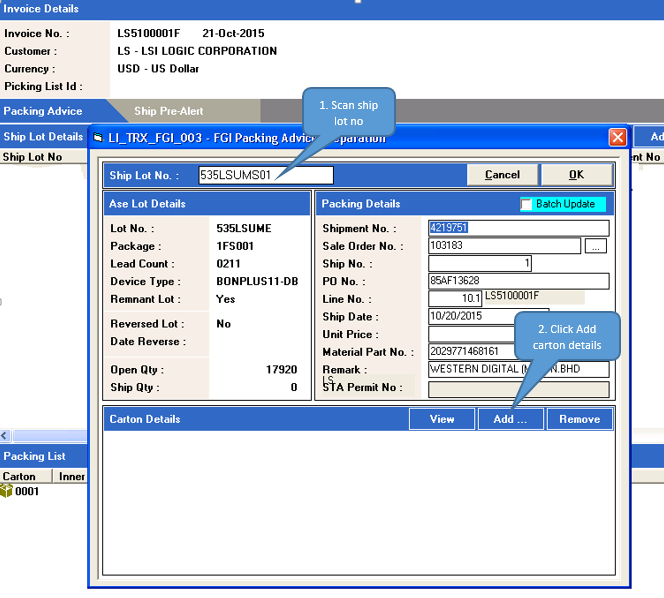 Invoice Details
Invoice No. : LS5100001F 21-Oct-2015
Customer : LS - LSI LOGIC CORPORATION
Currency : USD - US Dollar
Picking List Id :
Packing Advice Ship Pre-Alert
1. Scan ship
lot no
Ship Lot Details
Ad
Ship Lot No
nt No
LI_TRX_FGI_003 - FGI Packing Advic paration
Ship Lot No. : 535LSUMS01 Cancel OK
Ase Lot Details
Lot No. : 535LSUME
Package : 1FS001
Lead Count : 0211
Device Type : BONPLUS11-DB
Remnant Lot : Yes
Reversed Lot : No
Date Reverse :
Open Qty : 17920
Ship Qty : 0
Packing Details Batch Update
Shipment No. : 4219751
Sale Order No. : 103183 ...
Ship No. : 1
PO No. : 85AF13628
Line No. : 10.1 LS5100001F
Ship Date : 10/20/2015
Unit Price :
Material Part No. : 2029771468161
Remark : WESTERN DIGITAL (M N.BHD
LS
STA Permit No :
2. Click Add
carton details
Carton Details View Add ... Remove
Packing List
Carton Inner
0001